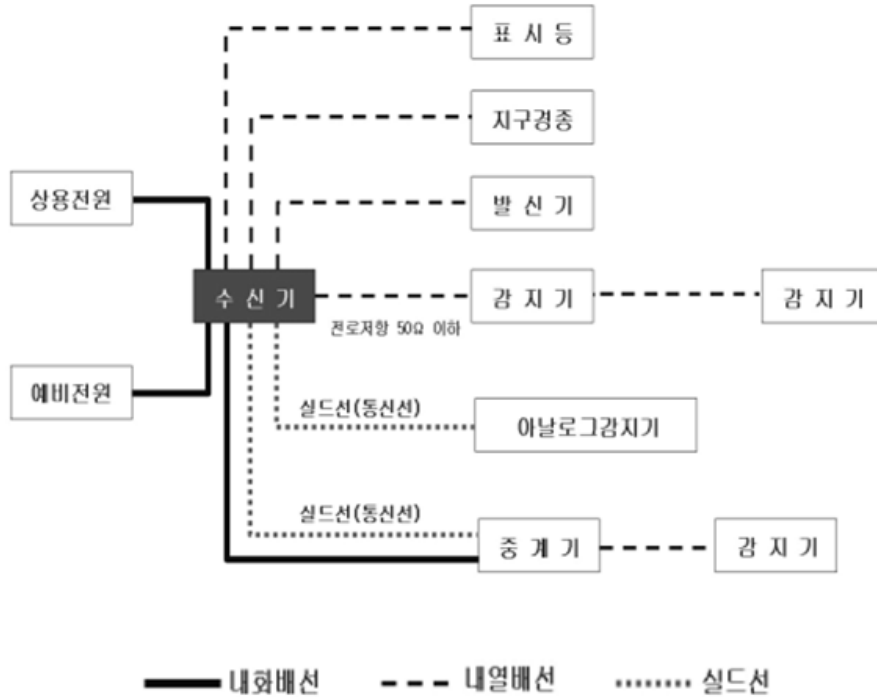 표 시 등
지구경종
상용전원
발 신 기
수 신 기
감 지 기
감 지 기
전로저항 50Ω 이하
예비전원
실드선(통신선)
아날로그감지기
실드선(통신선)
중 계 기
감 지 기
내화배선
내열배선
실드선